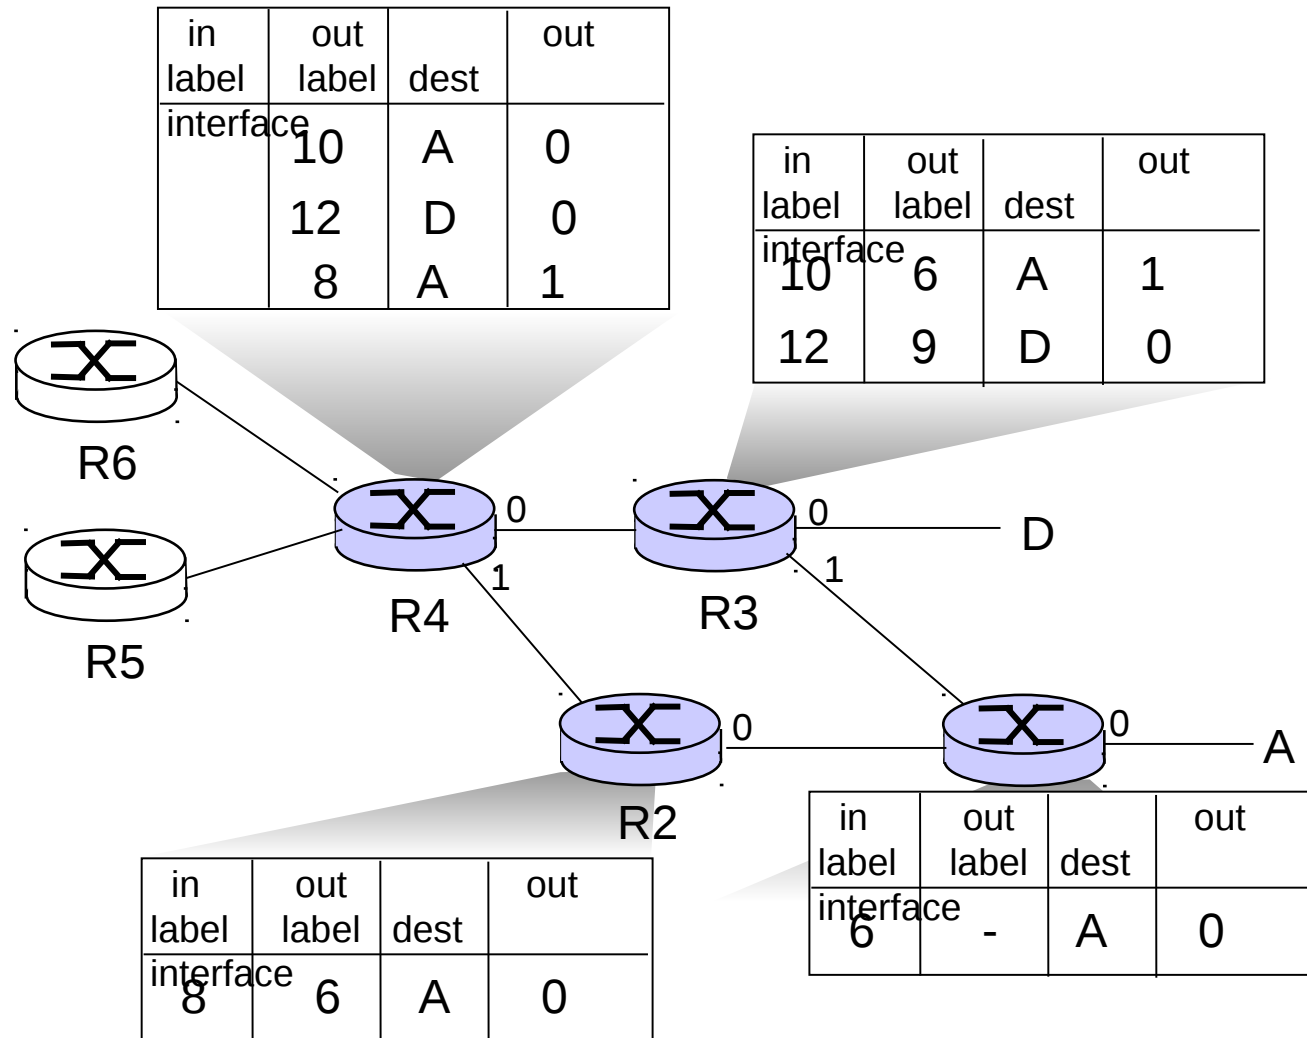 in out out
label label dest
interface
10 A 0
12 D 0
8 A 1
in out out
label label dest
interface
10 6 A 1
12 9 D 0
R6
R5
R4
0
1
R3
0
1
D
R2
0
0
A
in out out
label label dest
interface
8 6 A 0
in out out
label label dest
interface
6 - A 0